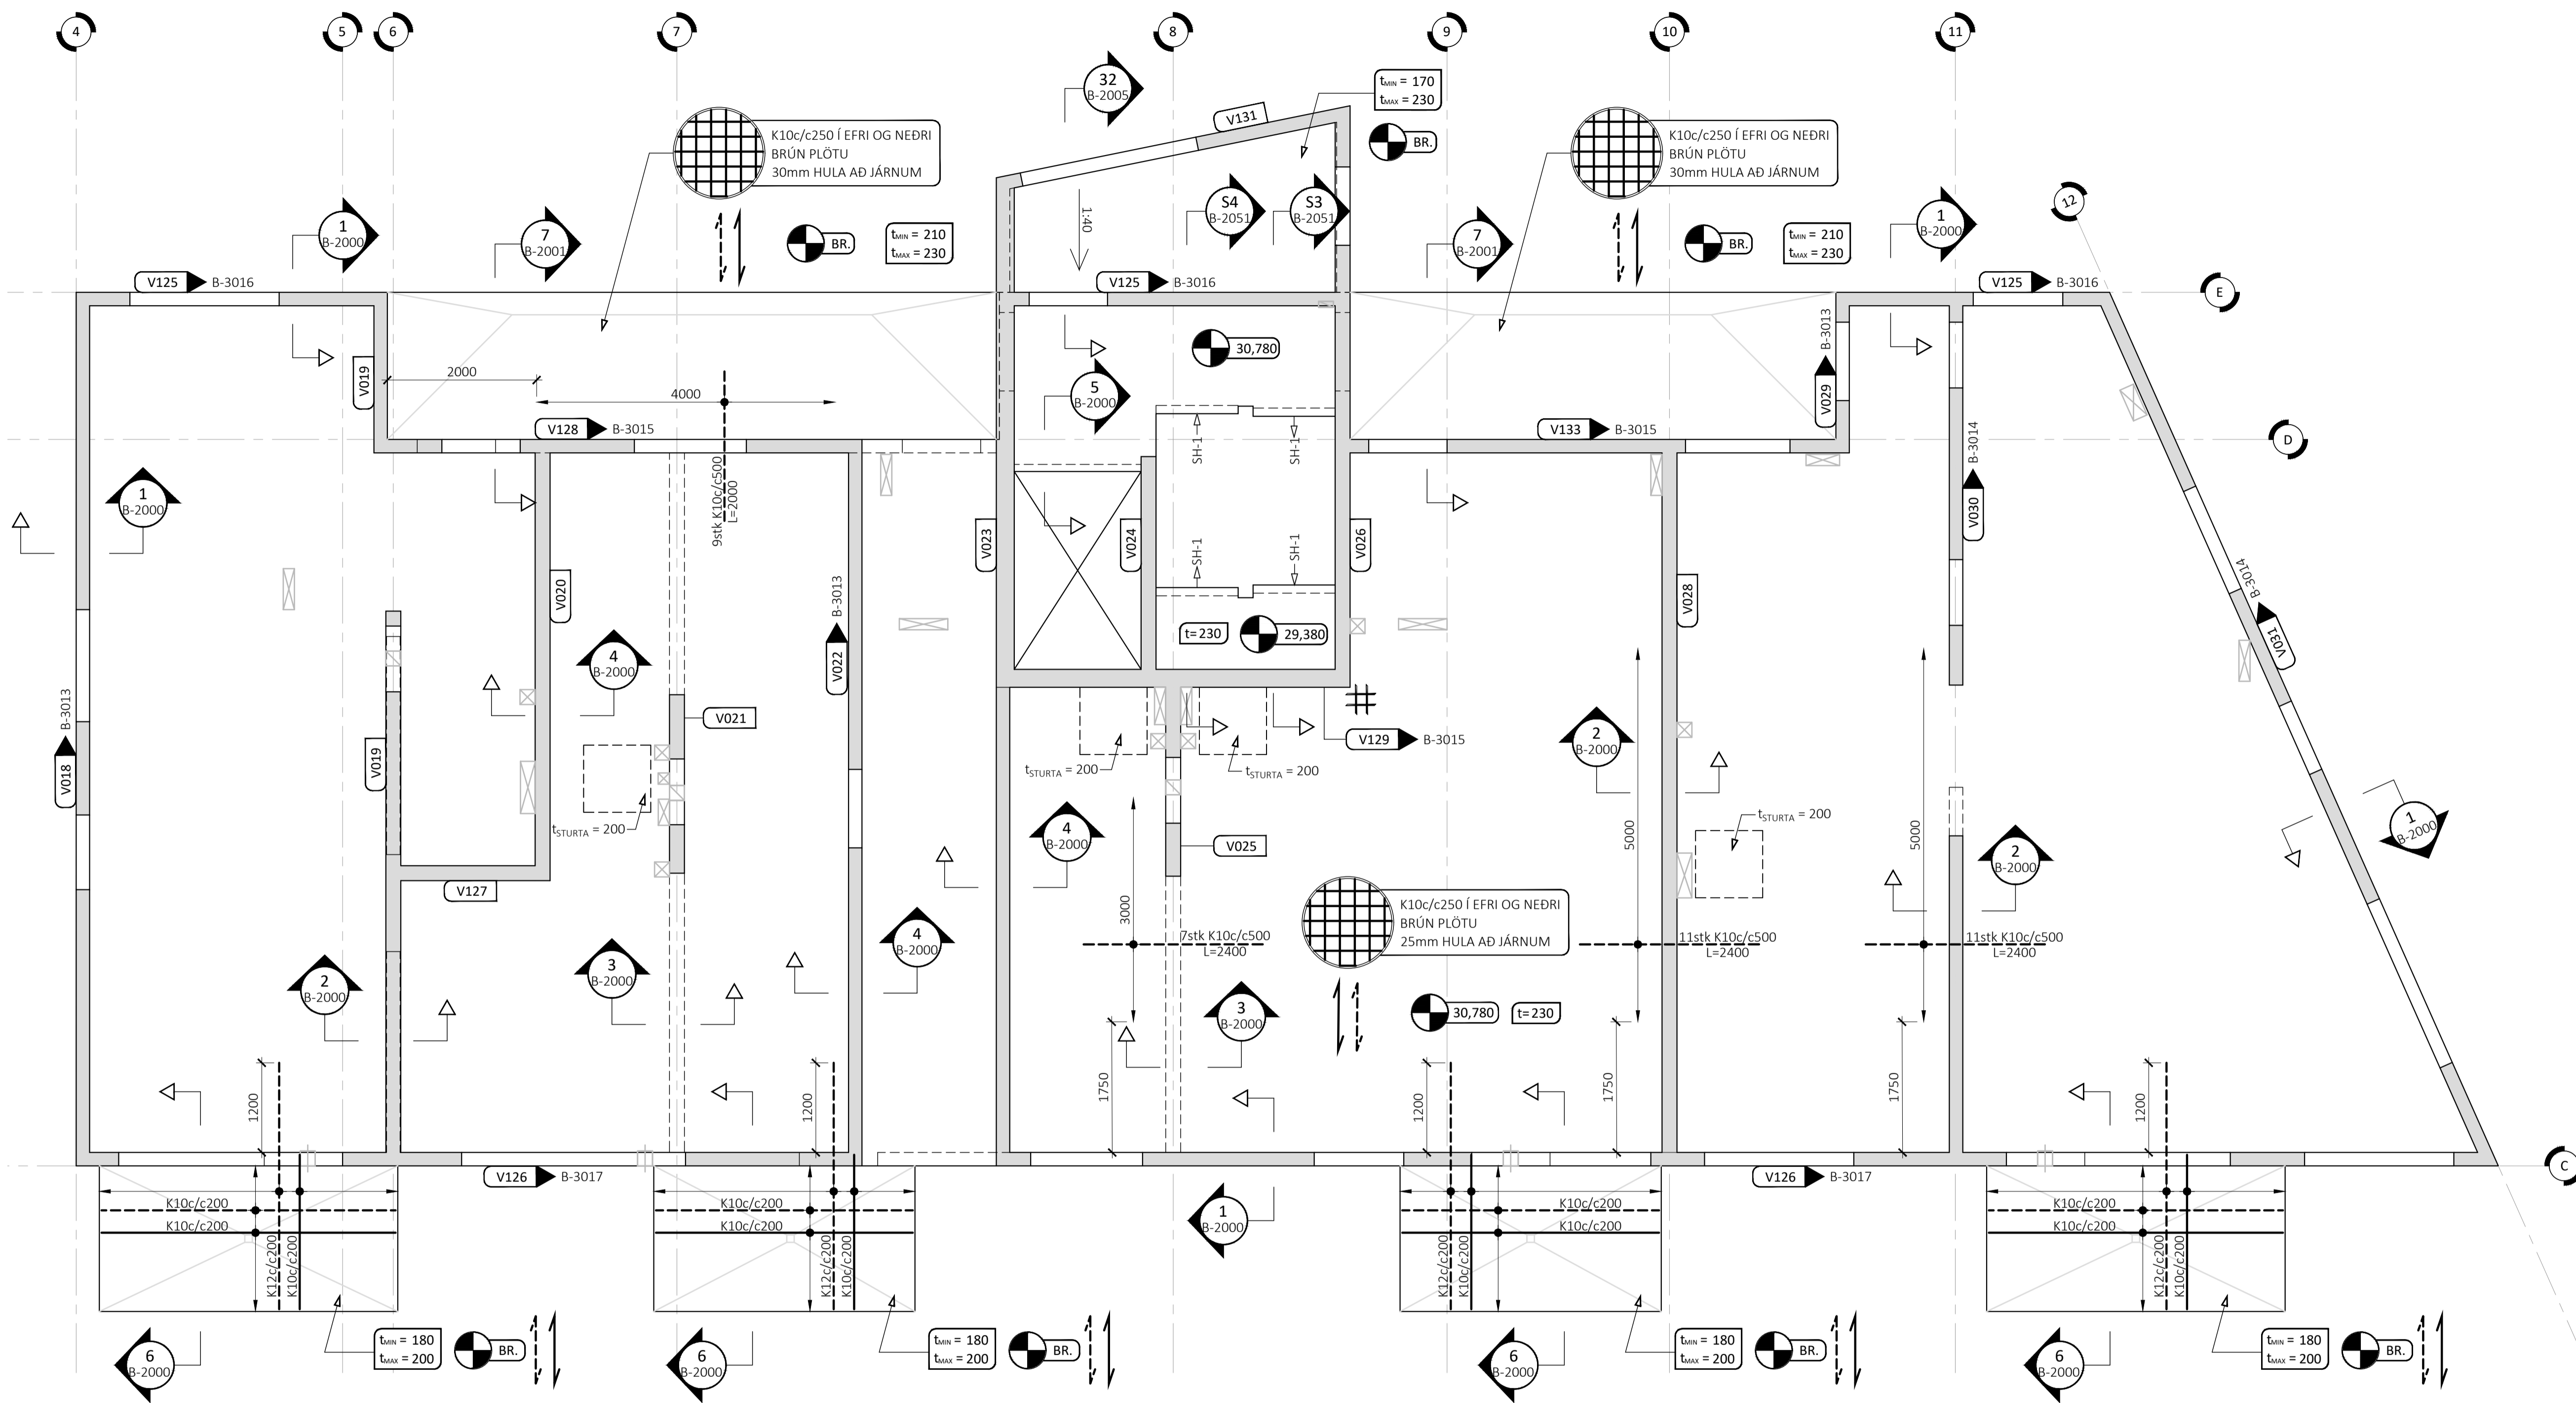 4
5
6
7
8
9
10
11
12
E
D
C
32
B-2005
tMIN = 170
tMAX = 230
BR.
V131
K10c/c250 Í EFRI OG NEÐRI
BRÚN PLÖTU
30mm HULA AÐ JÁRNUM
K10c/c250 Í EFRI OG NEÐRI
BRÚN PLÖTU
30mm HULA AÐ JÁRNUM
1
B-2000
7
B-2001
BR.
tMIN = 210
tMAX = 230
1:40
S4
B-2051
S3
B-2051
7
B-2001
BR.
tMIN = 210
tMAX = 230
1
B-2000
V125
B-3016
V125
B-3016
V125
B-3016
30,780
V019
2000
4000
5
B-2000
V029
B-3013
V128
B-3015
V133
B-3015
9stk K10c/c500
L=2000
SH-1
SH-1
SH-1
SH-1
1
B-2000
V020
V023
V024
V026
V028
V030
B-3014
V031
B-3014
V022
B-3013
t=230
29,380
4
B-2000
V021
V018
B-3013
V019
V129
B-3015
2
B-2000
tSTURTA = 200
tSTURTA = 200
tSTURTA = 200
tSTURTA = 200
4
B-2000
V025
3000
5000
5000
2
B-2000
1
B-2000
V127
4
B-2000
K10c/c250 Í EFRI OG NEÐRI
BRÚN PLÖTU
25mm HULA AÐ JÁRNUM
7stk K10c/c500
L=2400
11stk K10c/c500
L=2400
11stk K10c/c500
L=2400
2
B-2000
3
B-2000
3
B-2000
30,780
t=230
1200
1200
1750
1200
1750
1750
1200
V126
B-3017
V126
B-3017
1
B-2000
K10c/c200
K10c/c200
K12c/c200
K10c/c200
K10c/c200
K10c/c200
K12c/c200
K10c/c200
K10c/c200
K10c/c200
K12c/c200
K10c/c200
K10c/c200
K10c/c200
K12c/c200
K10c/c200
6
B-2000
tMIN = 180
tMAX = 200
BR.
6
B-2000
tMIN = 180
tMAX = 200
BR.
6
B-2000
tMIN = 180
tMAX = 200
BR.
6
B-2000
tMIN = 180
tMAX = 200
BR.